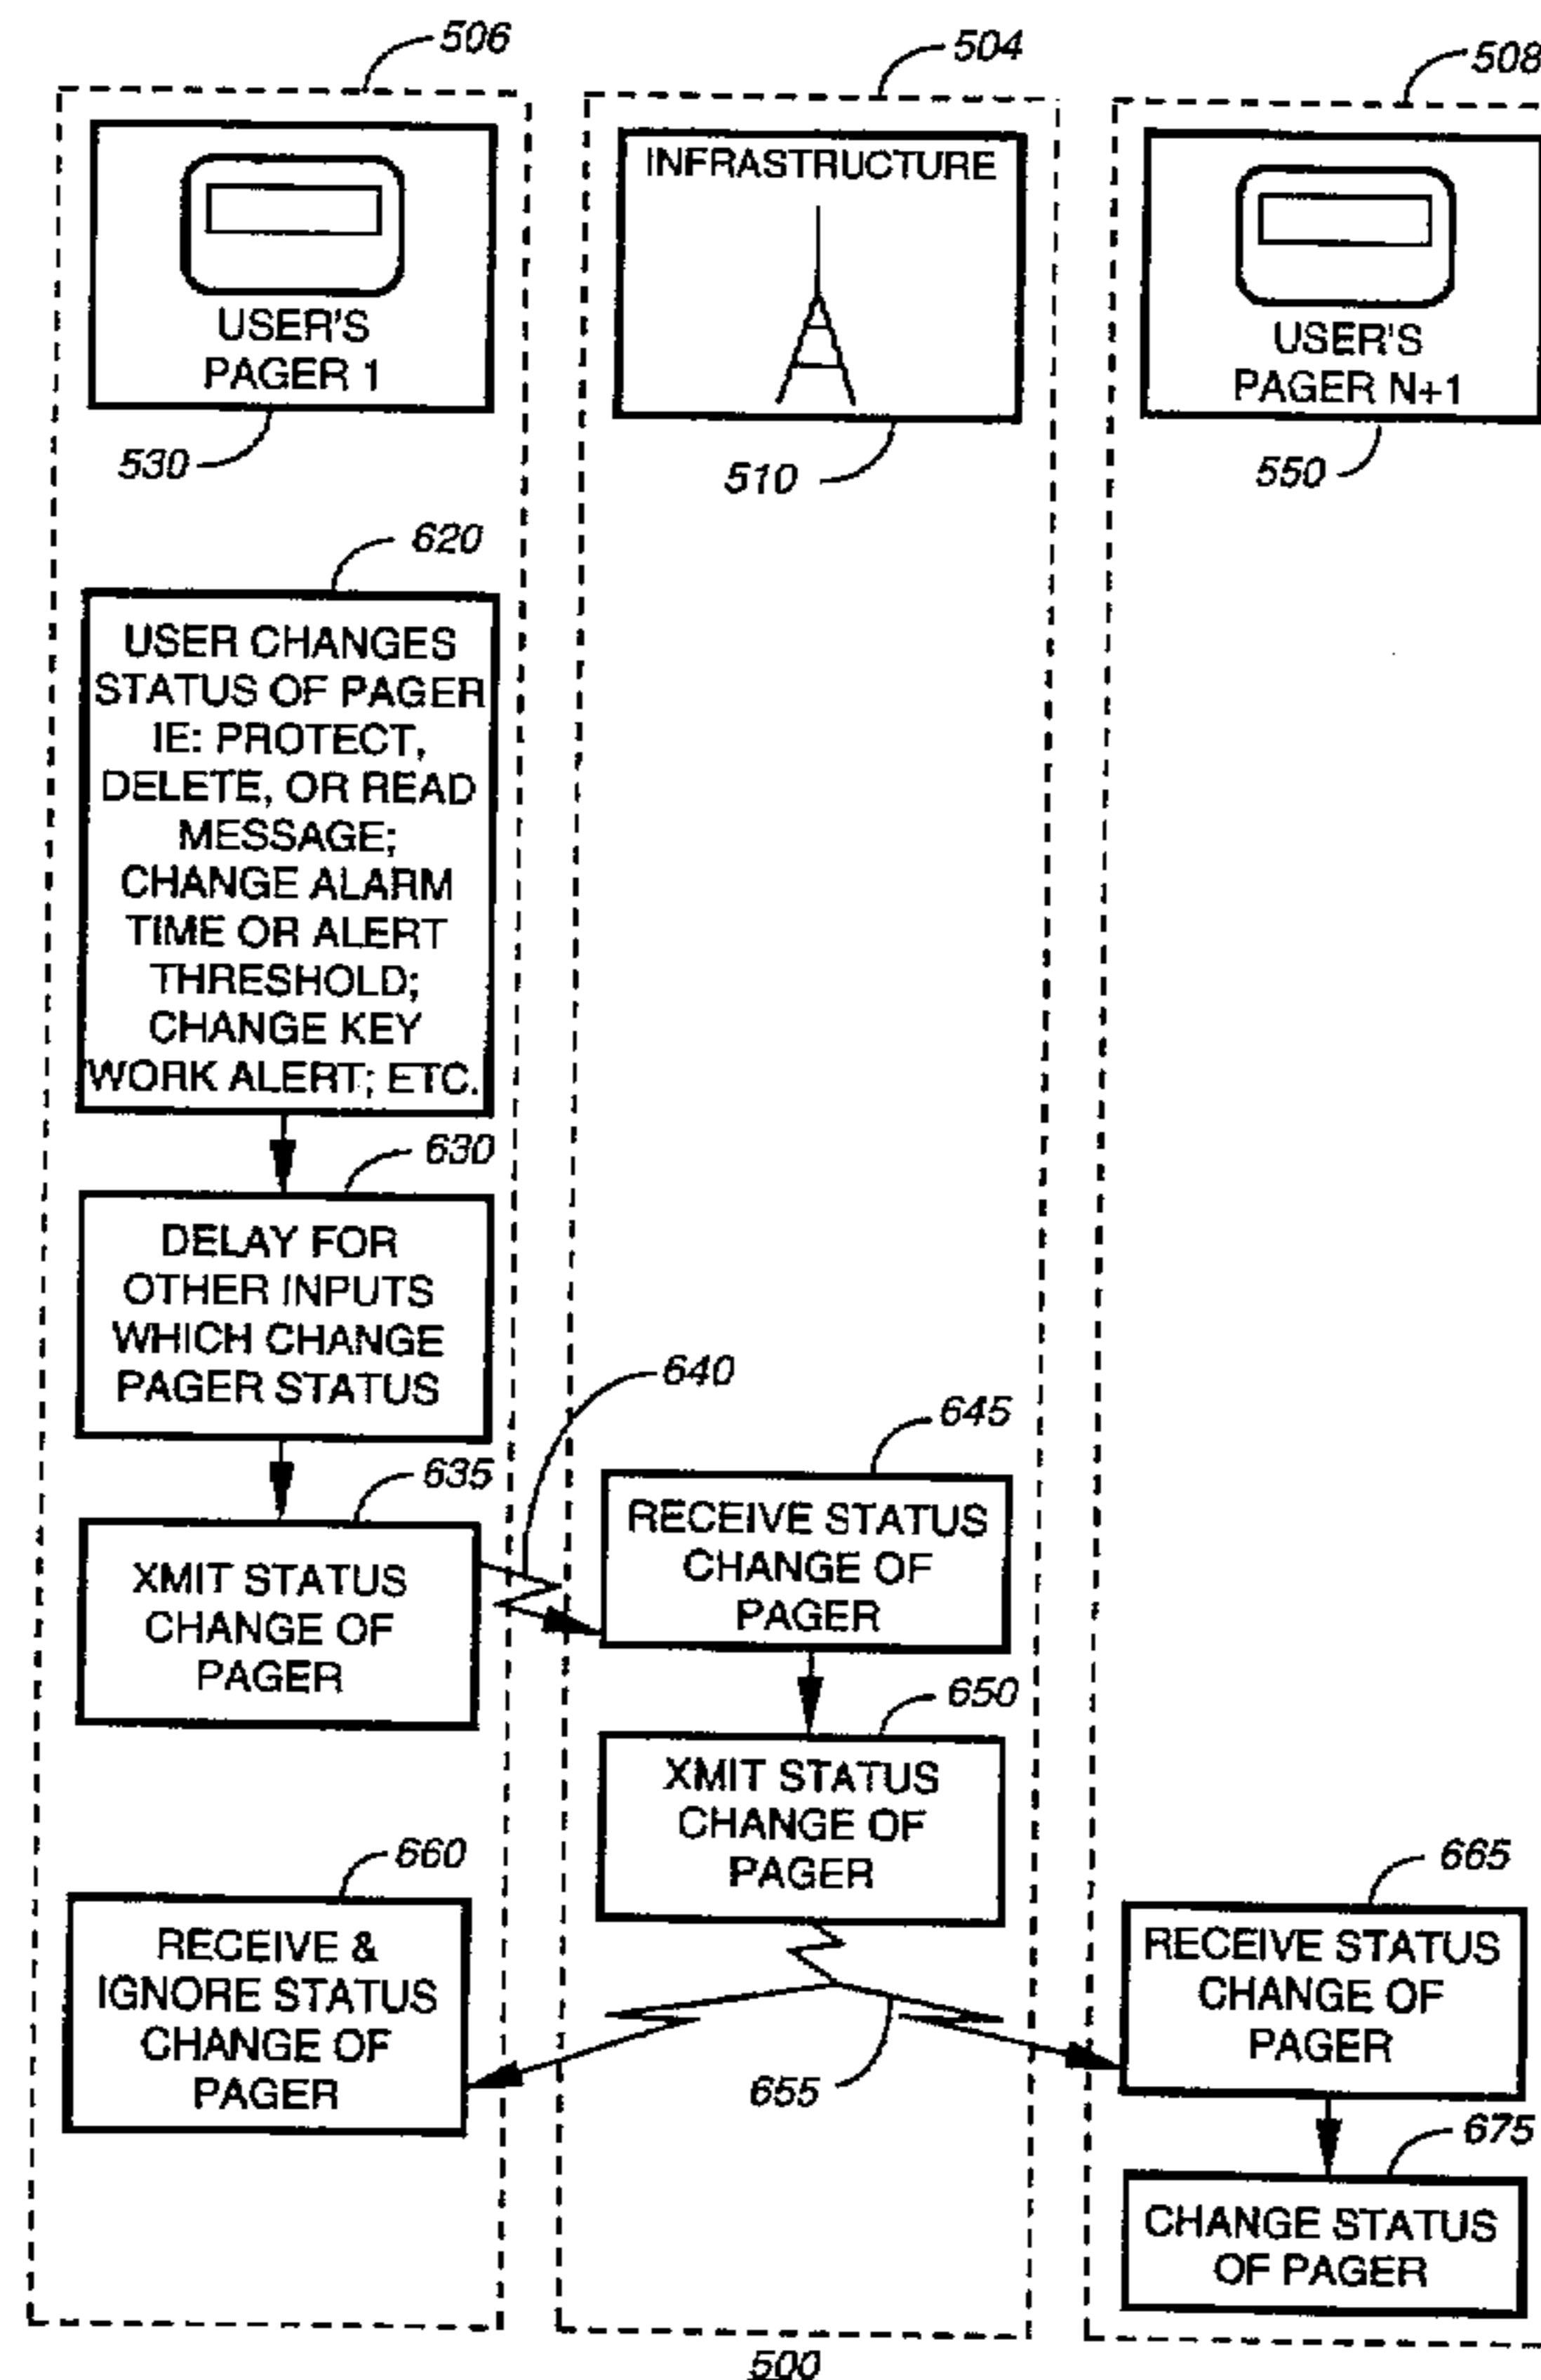 506
504
508
USER'S
PAGER 1
530
INFRASTRUCTURE
510
USER'S
PAGER N+1
550
620
USER CHANGES
STATUS OF PAGER
IE: PROTECT,
DELETE, OR READ
MESSAGE;
CHANGE ALARM
TIME OR ALERT
THRESHOLD;
CHANGE KEY
WORK ALERT; ETC.
630
DELAY FOR
OTHER INPUTS
WHICH CHANGE
PAGER STATUS
640
635
XMIT STATUS
CHANGE OF
PAGER
645
RECEIVE STATUS
CHANGE OF
PAGER
650
XMIT STATUS
CHANGE OF
PAGER
655
660
RECEIVE &
IGNORE STATUS
CHANGE OF
PAGER
665
RECEIVE STATUS
CHANGE OF
PAGER
675
CHANGE STATUS
OF PAGER
500